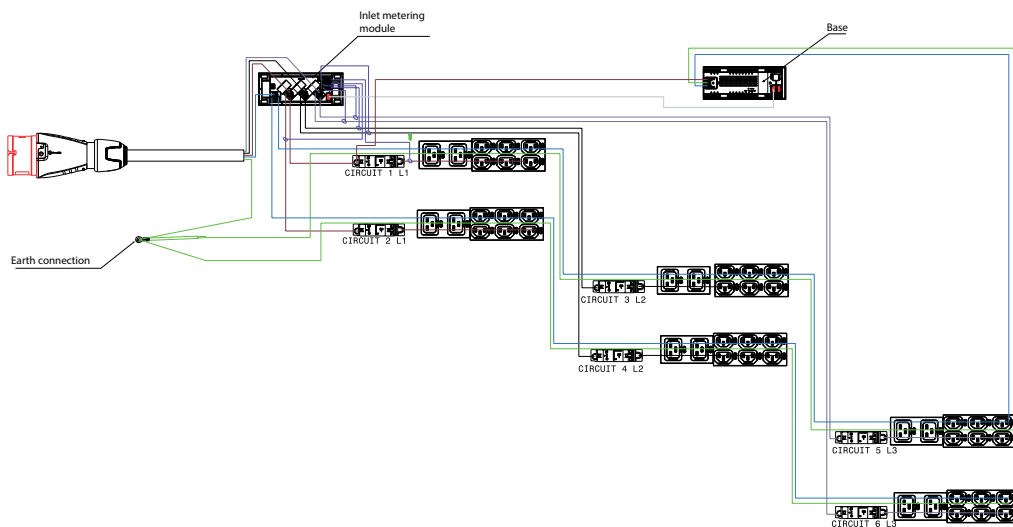 Inlet metering
module
Base
CIRCUIT 1 L1
CIRCUIT 2 L1
Earth connection
CIRCUIT 3 L2
CIRCUIT 4 L2
CIRCUIT 5 L3
CIRCUIT 6 L3